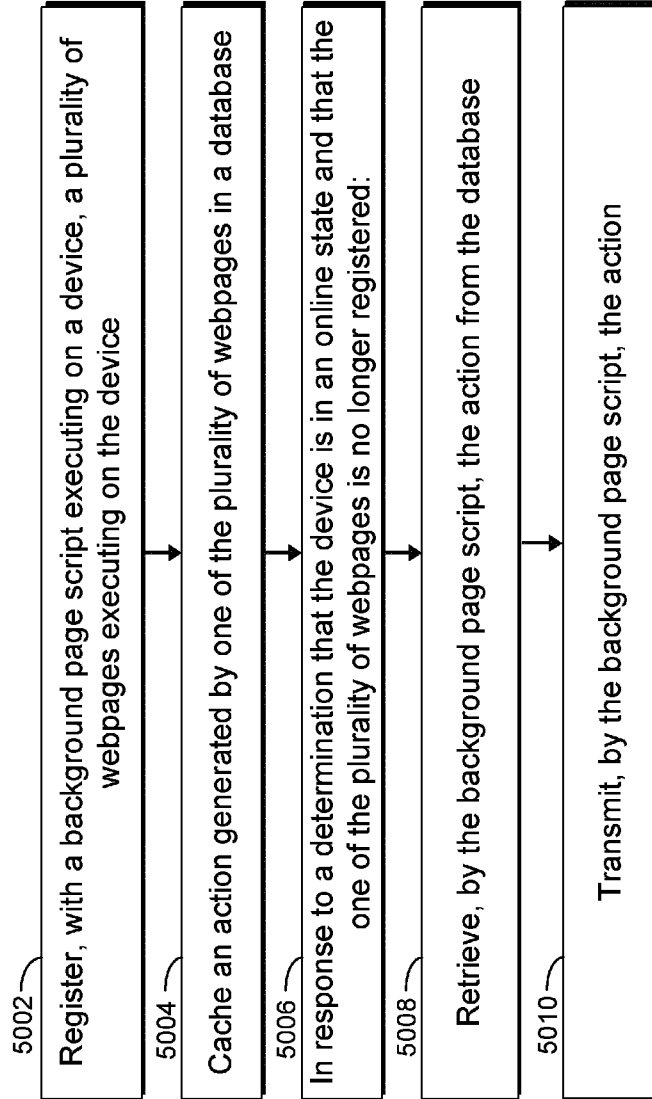 5002
Register, with a background page script executing on a device, a plurality of
webpages executing on the device
5004
Cache an action generated by one of the plurality of webpages in a database
5006
In response to a determination that the device is in an online state and that the
one of the plurality of webpages is no longer registered:
5008
Retrieve, by the background page script, the action from the database
5010
Transmit, by the background page script, the action